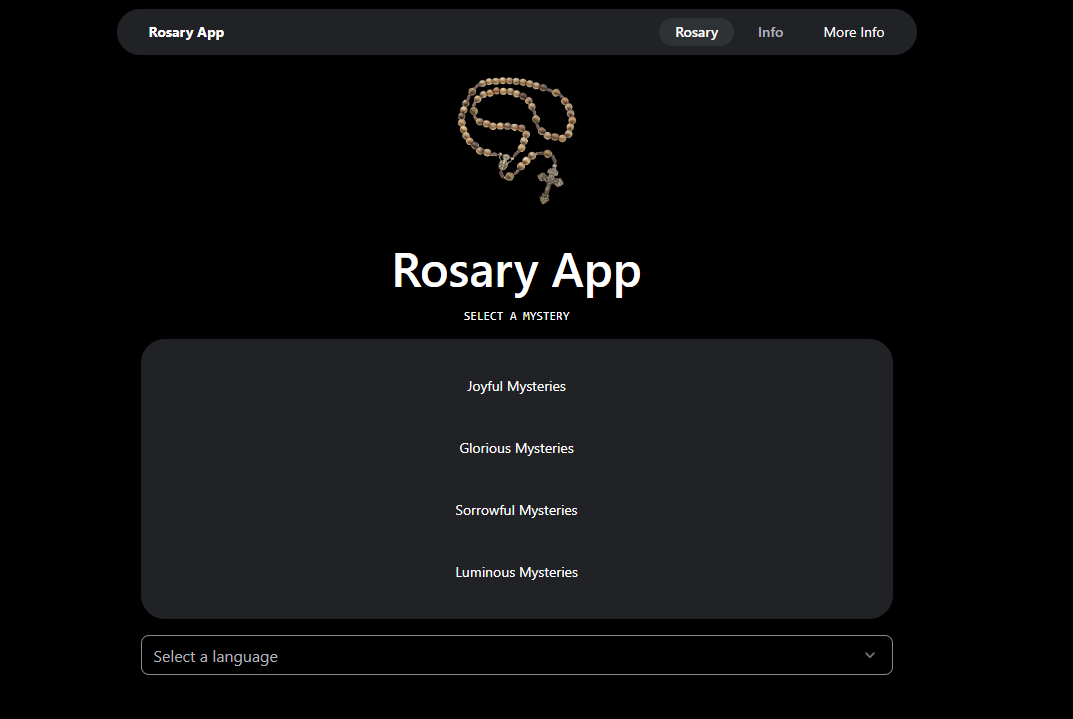 Rosary App
Rosary
Info
More Info
Rosary App
SELECT A MYSTERY
Joyful Mysteries
Glorious Mysteries
Sorrowful Mysteries
Luminous Mysteries
Select a language